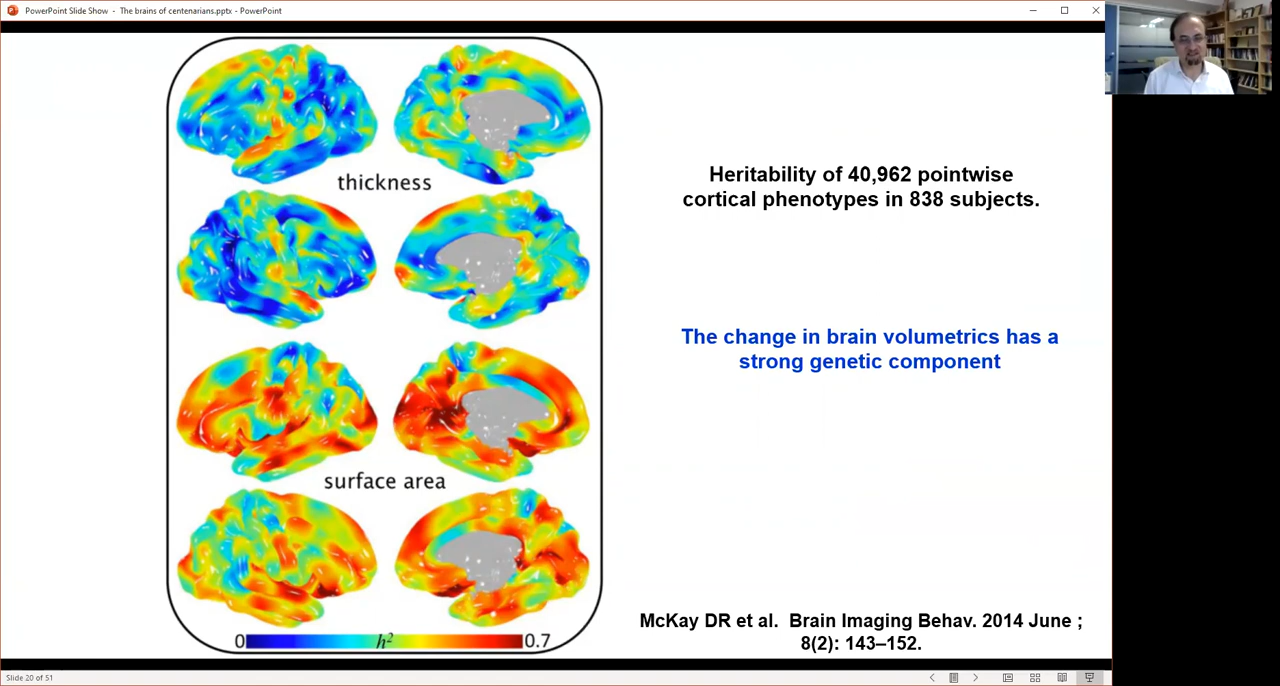 PowerPoint Slide Show - The brains of centenarians.pptx - PowerPoint
thickness
surface area
0 h² 0.7
Heritability of 40,962 pointwise
cortical phenotypes in 838 subjects.
The change in brain volumetrics has a
strong genetic component
McKay DR et al. Brain Imaging Behav. 2014 June ;
8(2): 143–152.
Slide 20 of 51